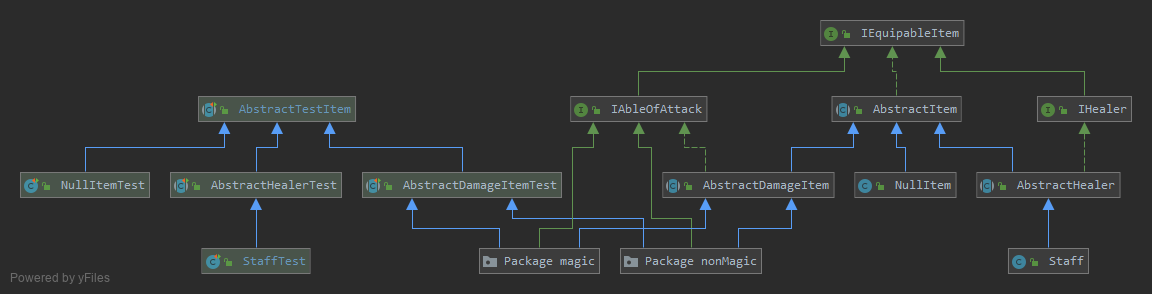 IEquipableItem
AbstractTestItem
IAbleOfAttack
AbstractItem
IHealer
NullItemTest
AbstractHealerTest
AbstractDamageItemTest
AbstractDamageItem
NullItem
AbstractHealer
StaffTest
Package magic
Package nonMagic
Staff
Powered by yFiles